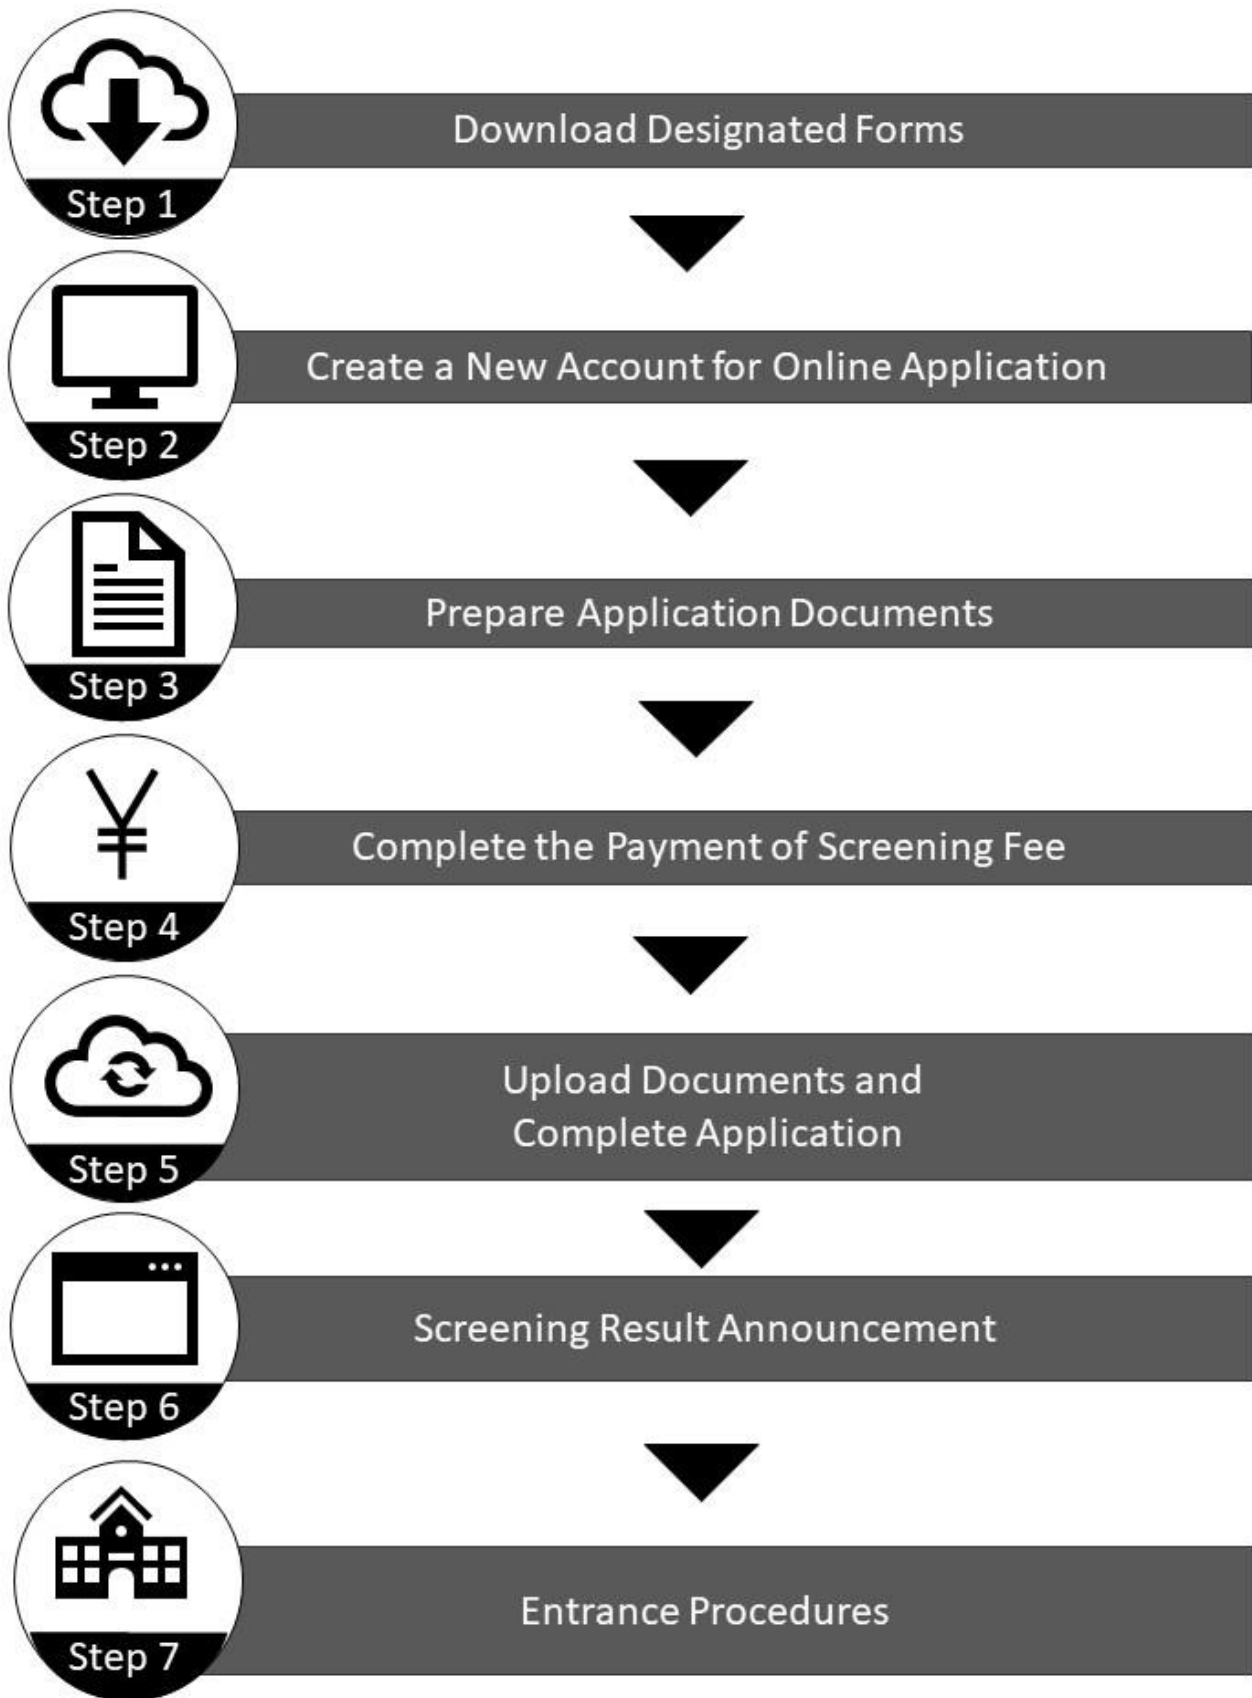 Download Designated Forms
Step 1
Create a New Account for Online Application
Step 2
Prepare Application Documents
Step 3
¥
Complete the Payment of Screening Fee
Step 4
Upload Documents and
Complete Application
Step 5
Screening Result Announcement
Step 6
Entrance Procedures
Step 7